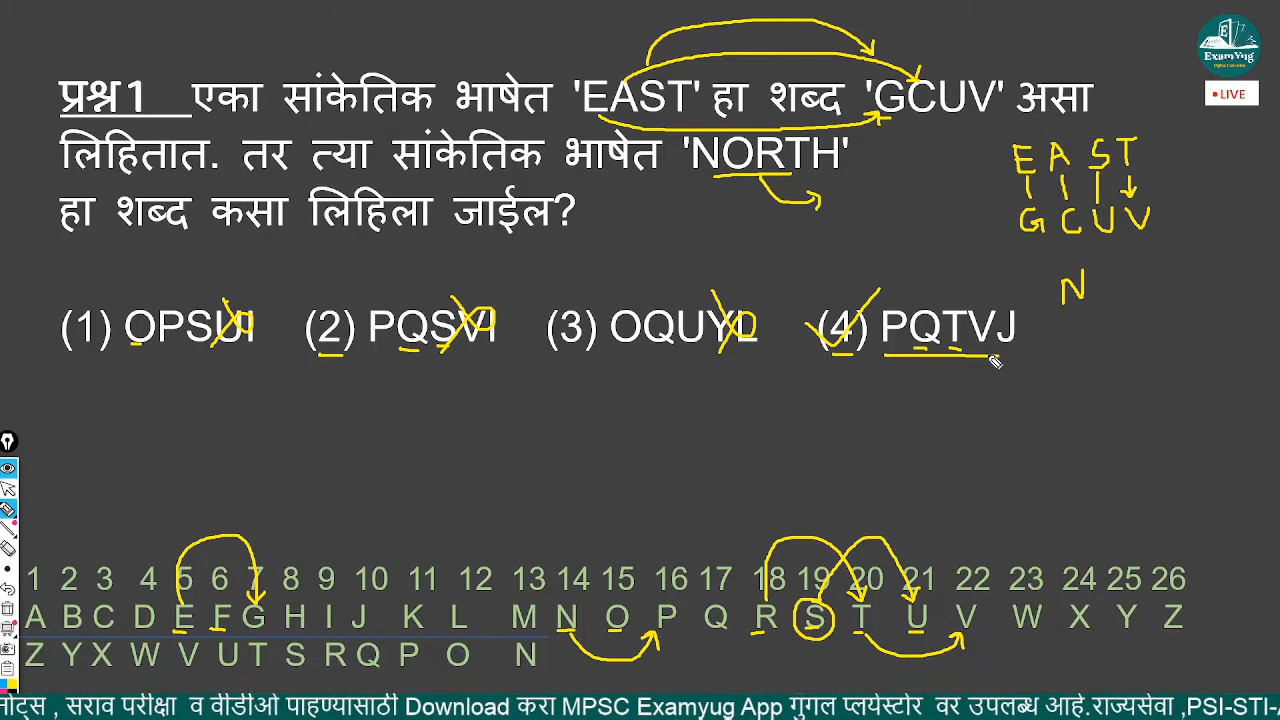 ExamYug
LIVE
प्रश्न1 एका सांकेतिक भाषेत 'EAST' हा शब्द 'GCUV' असा
लिहितात. तर त्या सांकेतिक भाषेत 'NORTH'
हा शब्द कसा लिहिला जाईल?
E A S T
G C U V
N
(1) OPSUI (2) PQSVI (3) OQUYL (4) PQTVJ
1 2 3 4 5 6 7 8 9 10 11 12 13 14 15 16 17 18 19 20 21 22 23 24 25 26
A B C D E F G H I J K L M N O P Q R S T U V W X Y Z
Z Y X W V U T S R Q P O N
नोट्स , सराव परीक्षा व वीडीओ पाहण्यासाठी Download करा MPSC Examyug App गुगल प्लयेस्टोर वर उपलब्ध आहे.राज्यसेवा ,PSI-STI-A